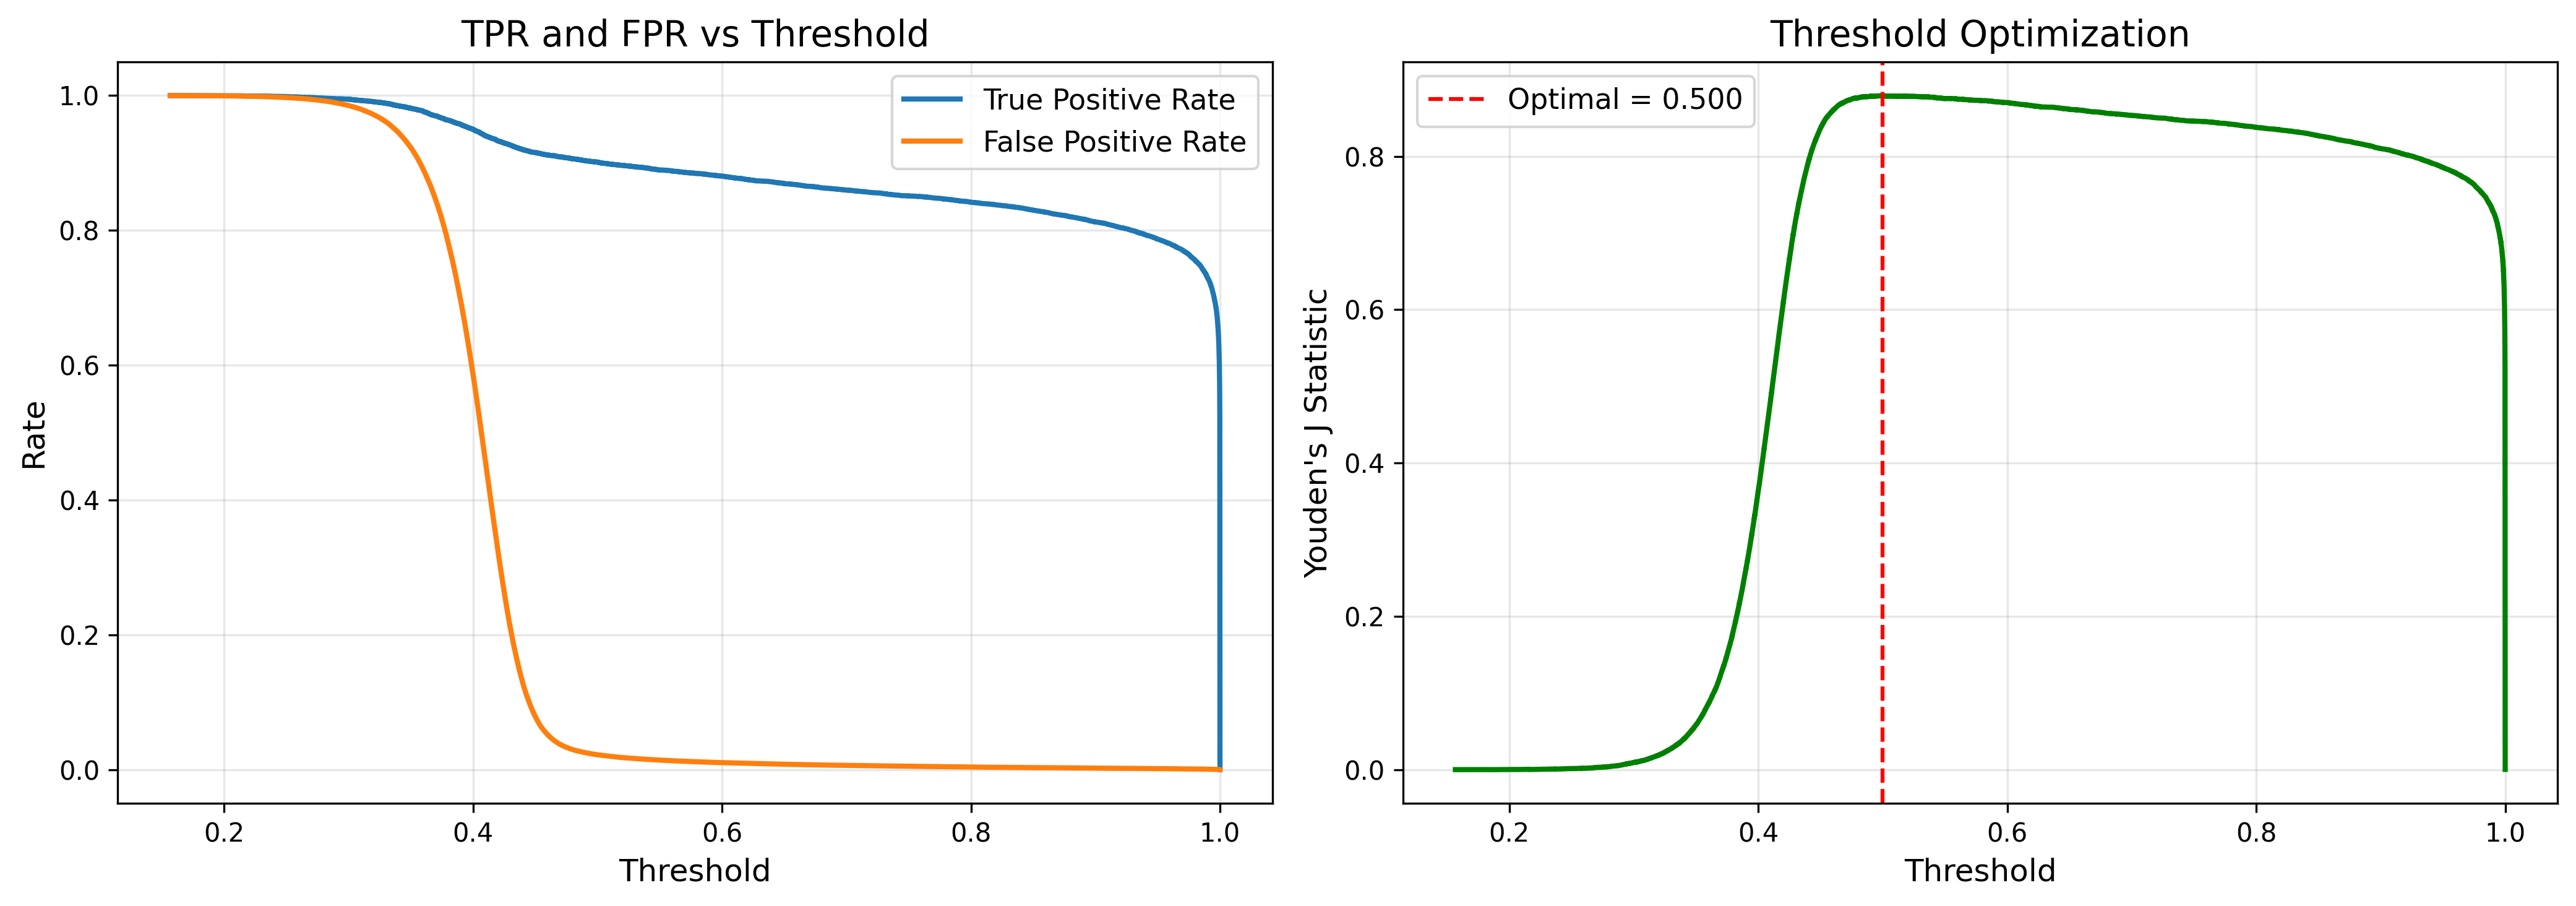 TPR and FPR vs Threshold
True Positive Rate
False Positive Rate
Rate
1.0
0.8
0.6
0.4
0.2
0.0
0.2 0.4 0.6 0.8 1.0
Threshold
Threshold Optimization
Optimal = 0.500
Youden's J Statistic
0.8
0.6
0.4
0.2
0.0
0.2 0.4 0.6 0.8 1.0
Threshold